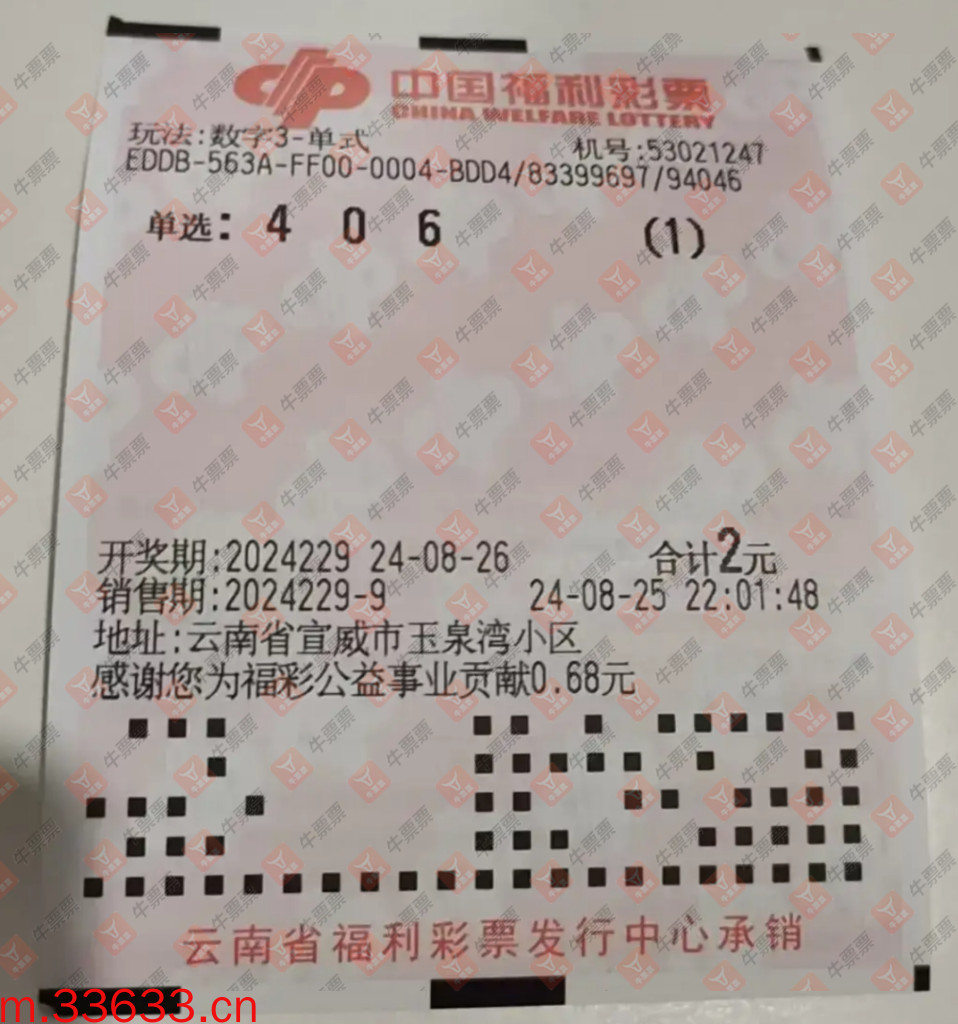 中国福利彩票
CHINA WELFARE LOTTERY
玩法:数字3-单式 机号:53021247
EDDB-563A-FF00-0004-BDD4/83399697/94046
单选: 4 0 6 (1)
开奖期:2024229 24-08-26 合计2元
销售期:2024229-9 24-08-25 22:01:48
地址:云南省宣威市玉泉湾小区
感谢您为福彩公益事业贡献0.68元
云南省福利彩票发行中心承销
m.33633.cn
牛票票